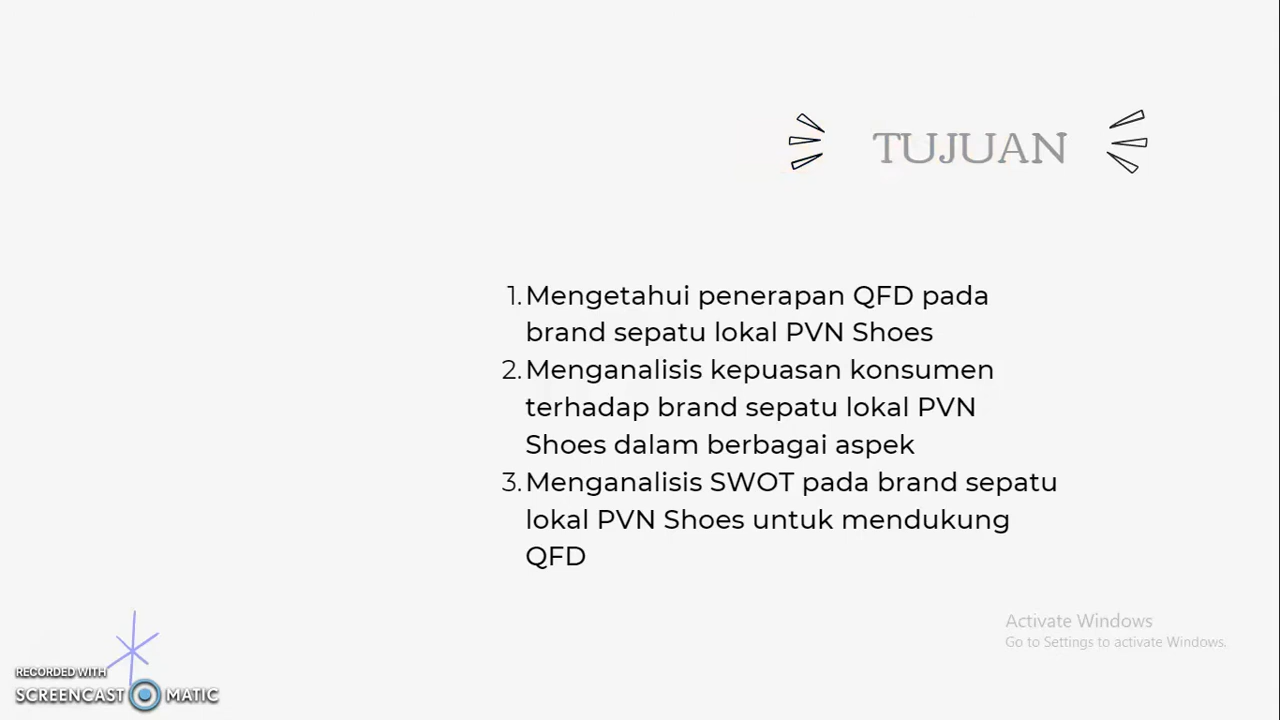 TUJUAN
1. Mengetahui penerapan QFD pada
brand sepatu lokal PVN Shoes
2. Menganalisis kepuasan konsumen
terhadap brand sepatu lokal PVN
Shoes dalam berbagai aspek
3. Menganalisis SWOT pada brand sepatu
lokal PVN Shoes untuk mendukung
QFD
Activate Windows
Go to Settings to activate Windows.
RECORDED WITH
SCREENCAST MATIC